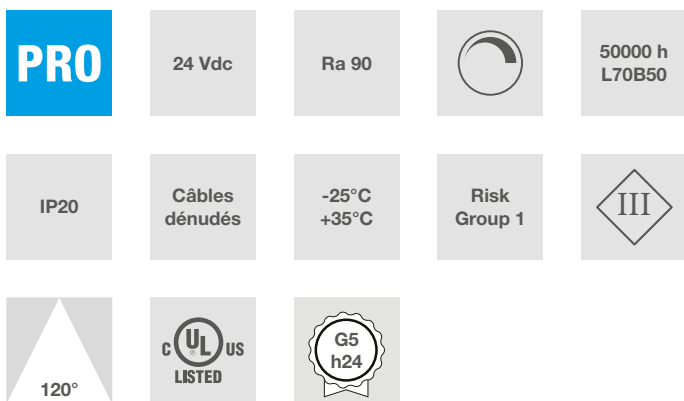 PRO
24 Vdc
Ra 90
50000 h
L70B50
IP20
Câbles
dénudés
-25°C
+35°C
Risk
Group 1
III
120°
C UL US
®
LISTED
G5
h24